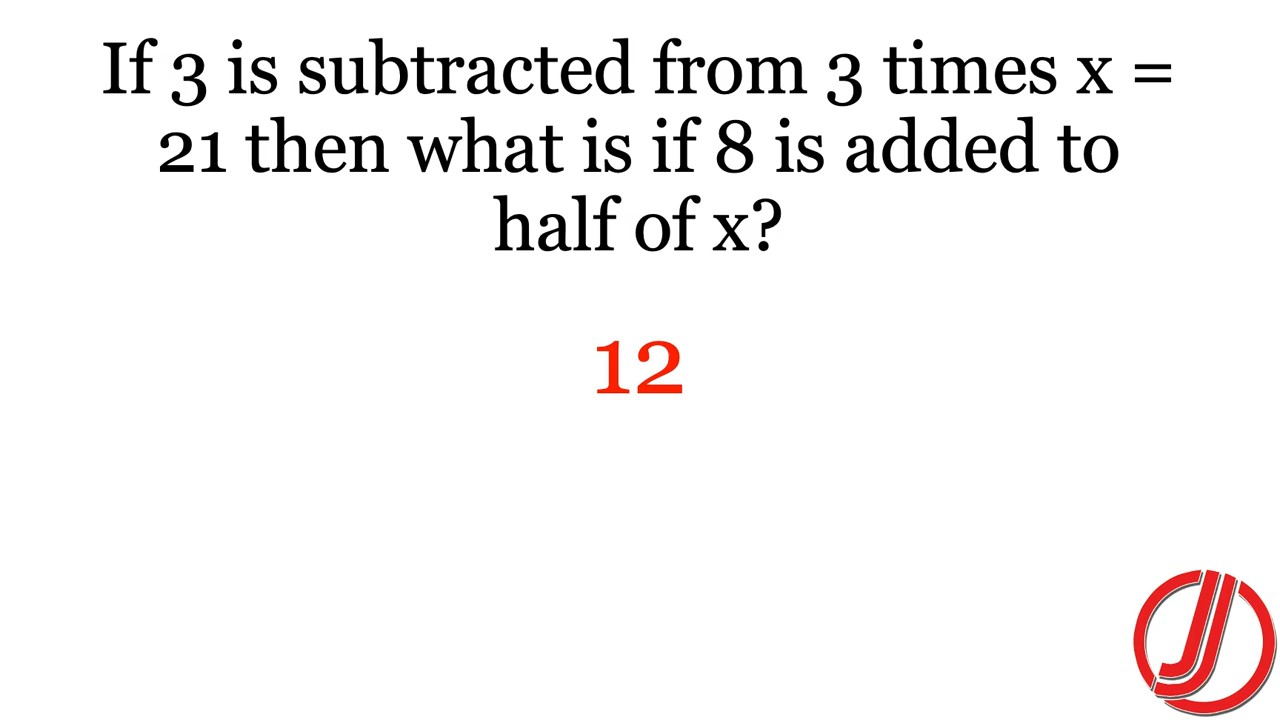 If 3 is subtracted from 3 times x =
21 then what is if 8 is added to
half of x?
12